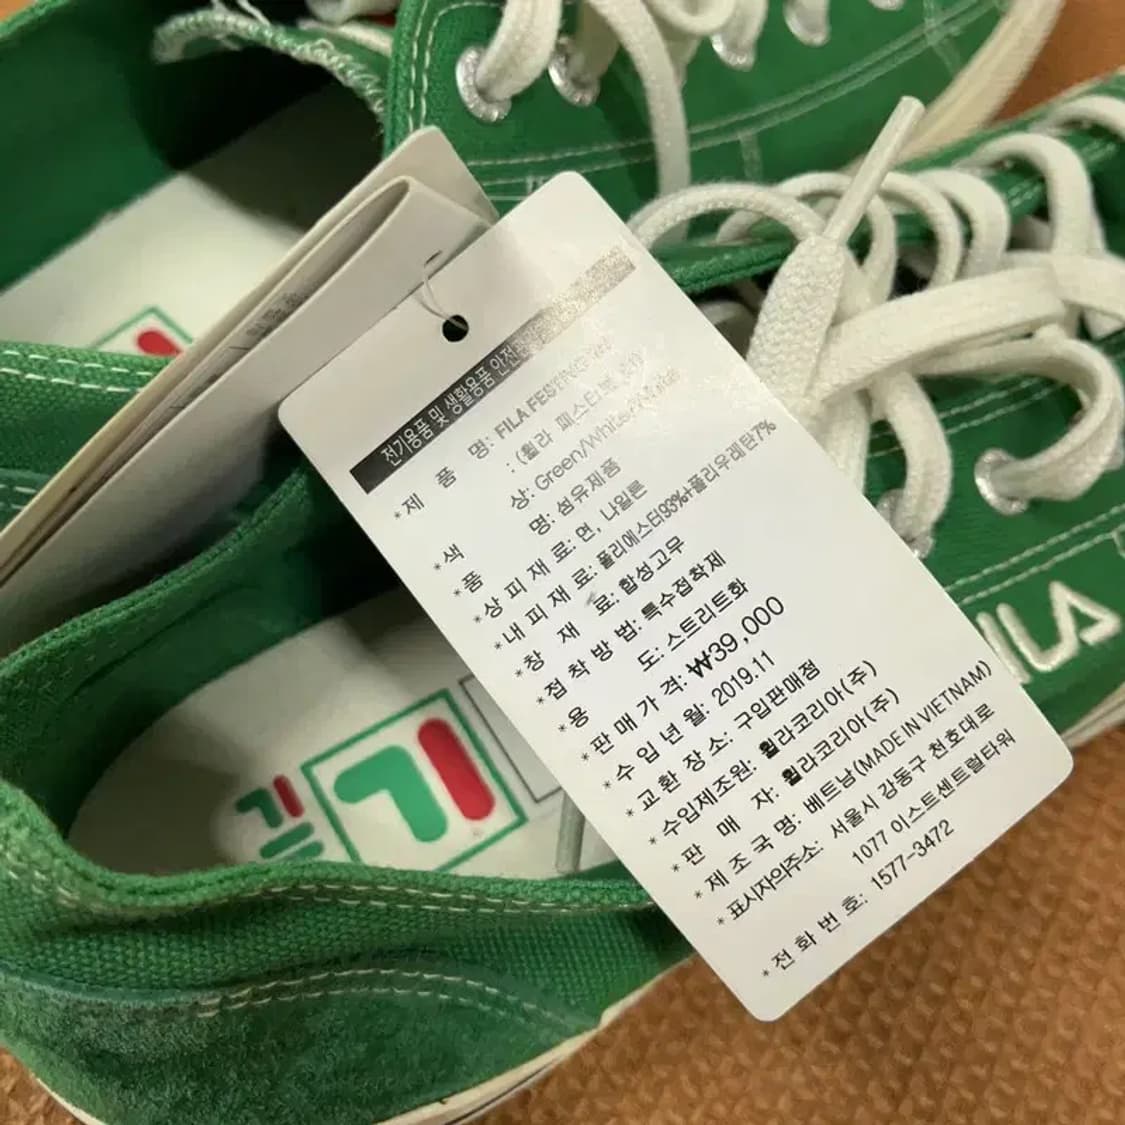 전기용품 및 생활용품 안전
*제 품 명: FILA
: (휠라 페스타
*색 상: Green/White/
*품 명: 섬유제품
*상 피 재 료: 면, 나일론
*내 피 재 료: 폴리에스터93%+폴리우레탄7%
*창 재 료: 합성고무
*접 착 방 법: 특수접착제
*용 도: 스트리트화
*판 매 가 격: ₩39,000
*수 입 년 월: 2019.11
*교 환 장 소: 구입판매점
*수입제조원: 휠라코리아(주)
*판 매 자: 휠라코리아(주)
*제 조 국 명: 베트남(MADE IN VIETNAM)
*표시자의주소: 서울시 강동구 천호대로
1077 이스트센트럴타워
*전 화 번 호: 1577-3472
FILA